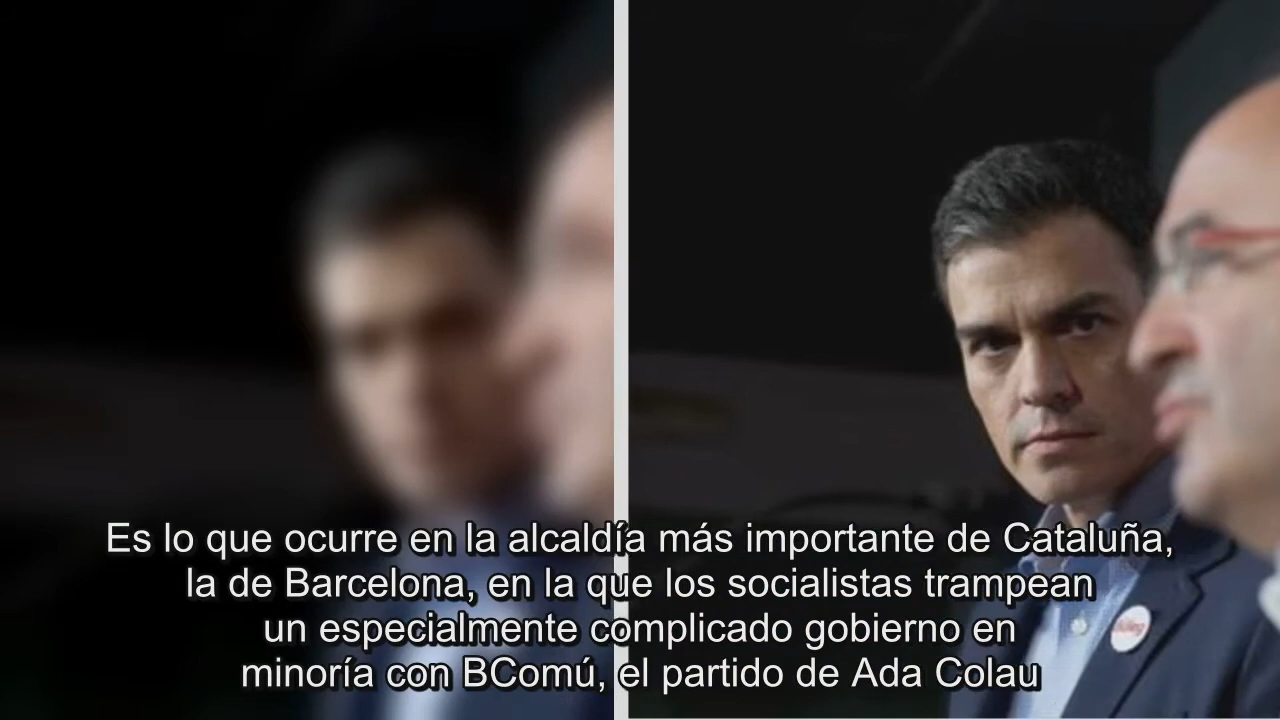 Es lo que ocurre en la alcaldía más importante de Cataluña,
la de Barcelona, en la que los socialistas trampean
un especialmente complicado gobierno en
minoría con BComú, el partido de Ada Colau